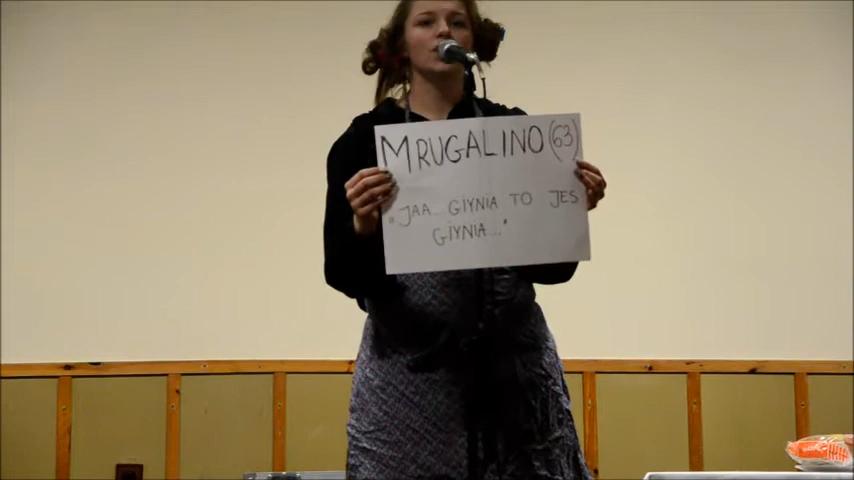 MRUGALINO (63)
„JAA... GIYNIA TO JES
GIYNIA..."